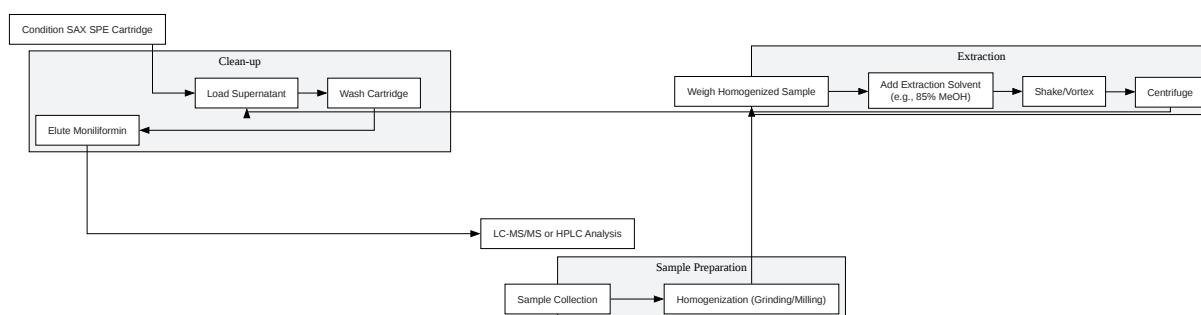 Condition SAX SPE Cartridge
Clean-up
Load Supernatant
Wash Cartridge
Elute Moniliformin
Extraction
Weigh Homogenized Sample
Add Extraction Solvent
(e.g., 85% MeOH)
Shake/Vortex
Centrifuge
LC-MS/MS or HPLC Analysis
Sample Preparation
Sample Collection
Homogenization (Grinding/Milling)